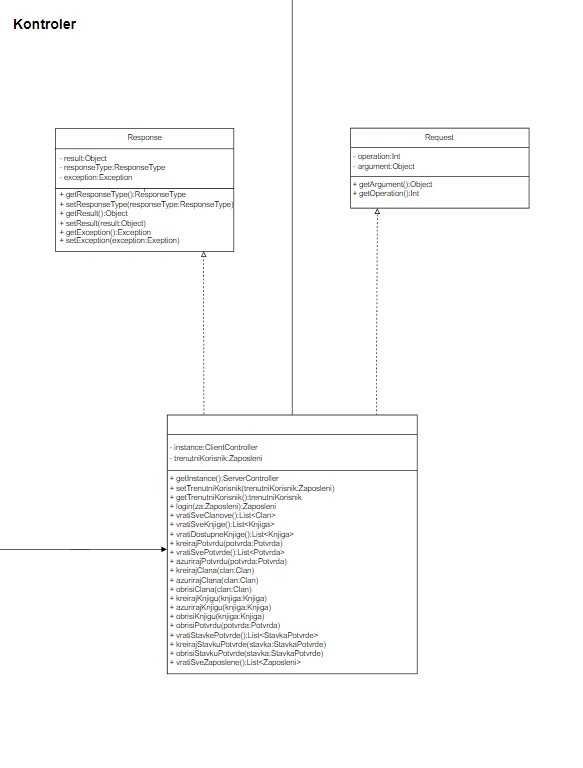 Kontroler
Response
- result:Object
- responseType:ResponseType
- exception:Exception
+ getResponseType():ResponseType
+ setResponseType(responseType:ResponseType)
+ getResult():Object
+ setResult(result:Object)
+ getException():Exception
+ setException(exception:Exeption)
Request
- operation:Int
- argument:Object
+ getArgument():Object
+ getOperation():Int
- instance:ClientController
- trenutniKorisnik:Zaposleni
+ getInstance():ServerController
+ setTrenutniKorisnik(trenutniKorisnik:Zaposleni)
+ getTrenutniKorisnik():trenutniKorisnik
+ login(za:Zaposleni):Zaposleni
+ vratiSveClanove():List<Clan>
+ vratiSveKnjige():List<Knjiga>
+ vratiDostupneKnjige():List<Knjiga>
+ kreirajPotvrdu(potvrda:Potvrda)
+ vratiSvePotvrde():List<Potvrda>
+ azurirajPotvrdu(potvrda:Potvrda)
+ kreirajClana(clan:Clan)
+ azurirajClana(clan:Clan)
+ obrisiClana(clan:Clan)
+ kreirajKnjigu(knjiga:Knjiga)
+ azurirajKnjigu(knjiga:Knjiga)
+ obrisiKnjigu(knjiga:Knjiga)
+ obrisiPotvrdu(potvrda:Potvrda)
+ vratiStavkePotvrde():List<StavkaPotvrde>
+ kreirajStavkuPotvrde(stavka:StavkaPotvrde)
+ obrisiStavkuPotvrde(stavka:StavkaPotvrde)
+ vratiSveZaposlene():List<Zaposleni>